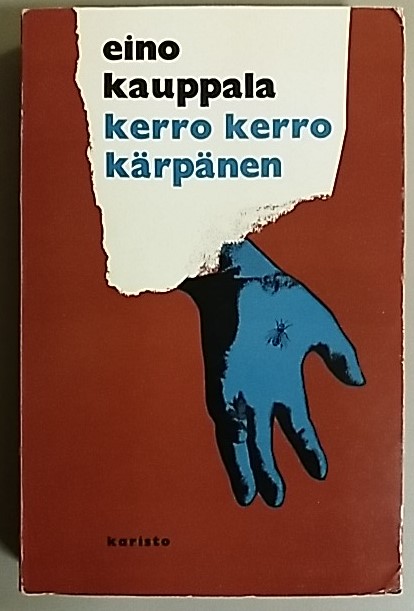 eino
kauppala
kerro kerro
kärpänen
karisto